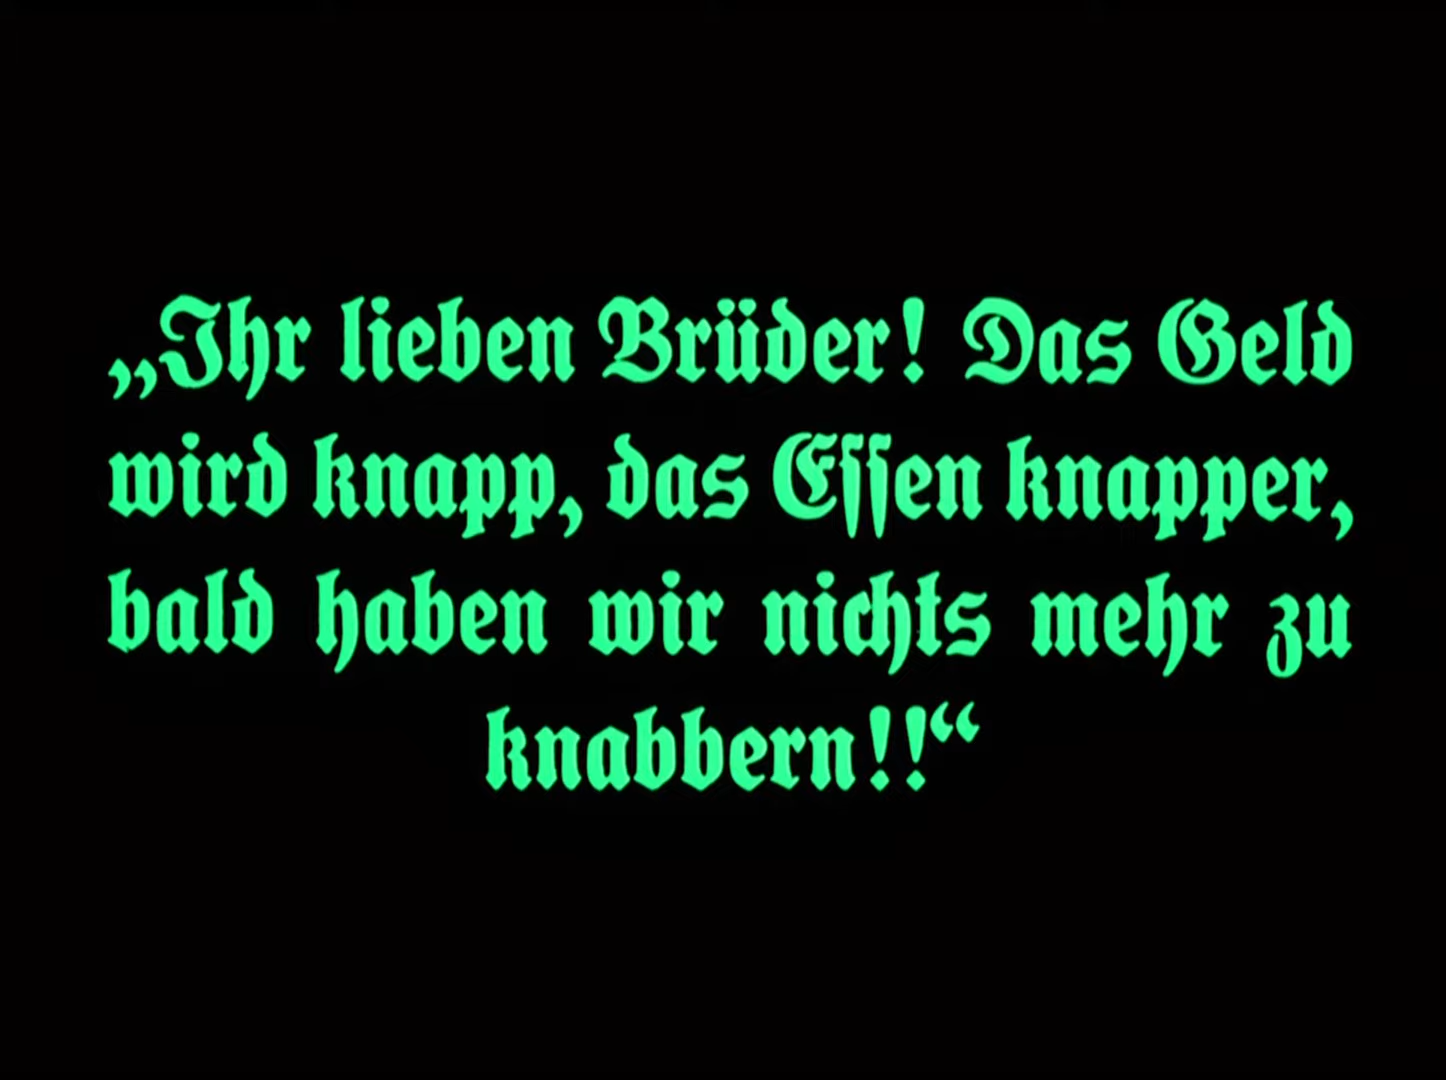 „Ihr lieben Brüder! Das Geld
wird knapp, das Eſſen knapper,
bald haben wir nichts mehr zu
knabbern!!“